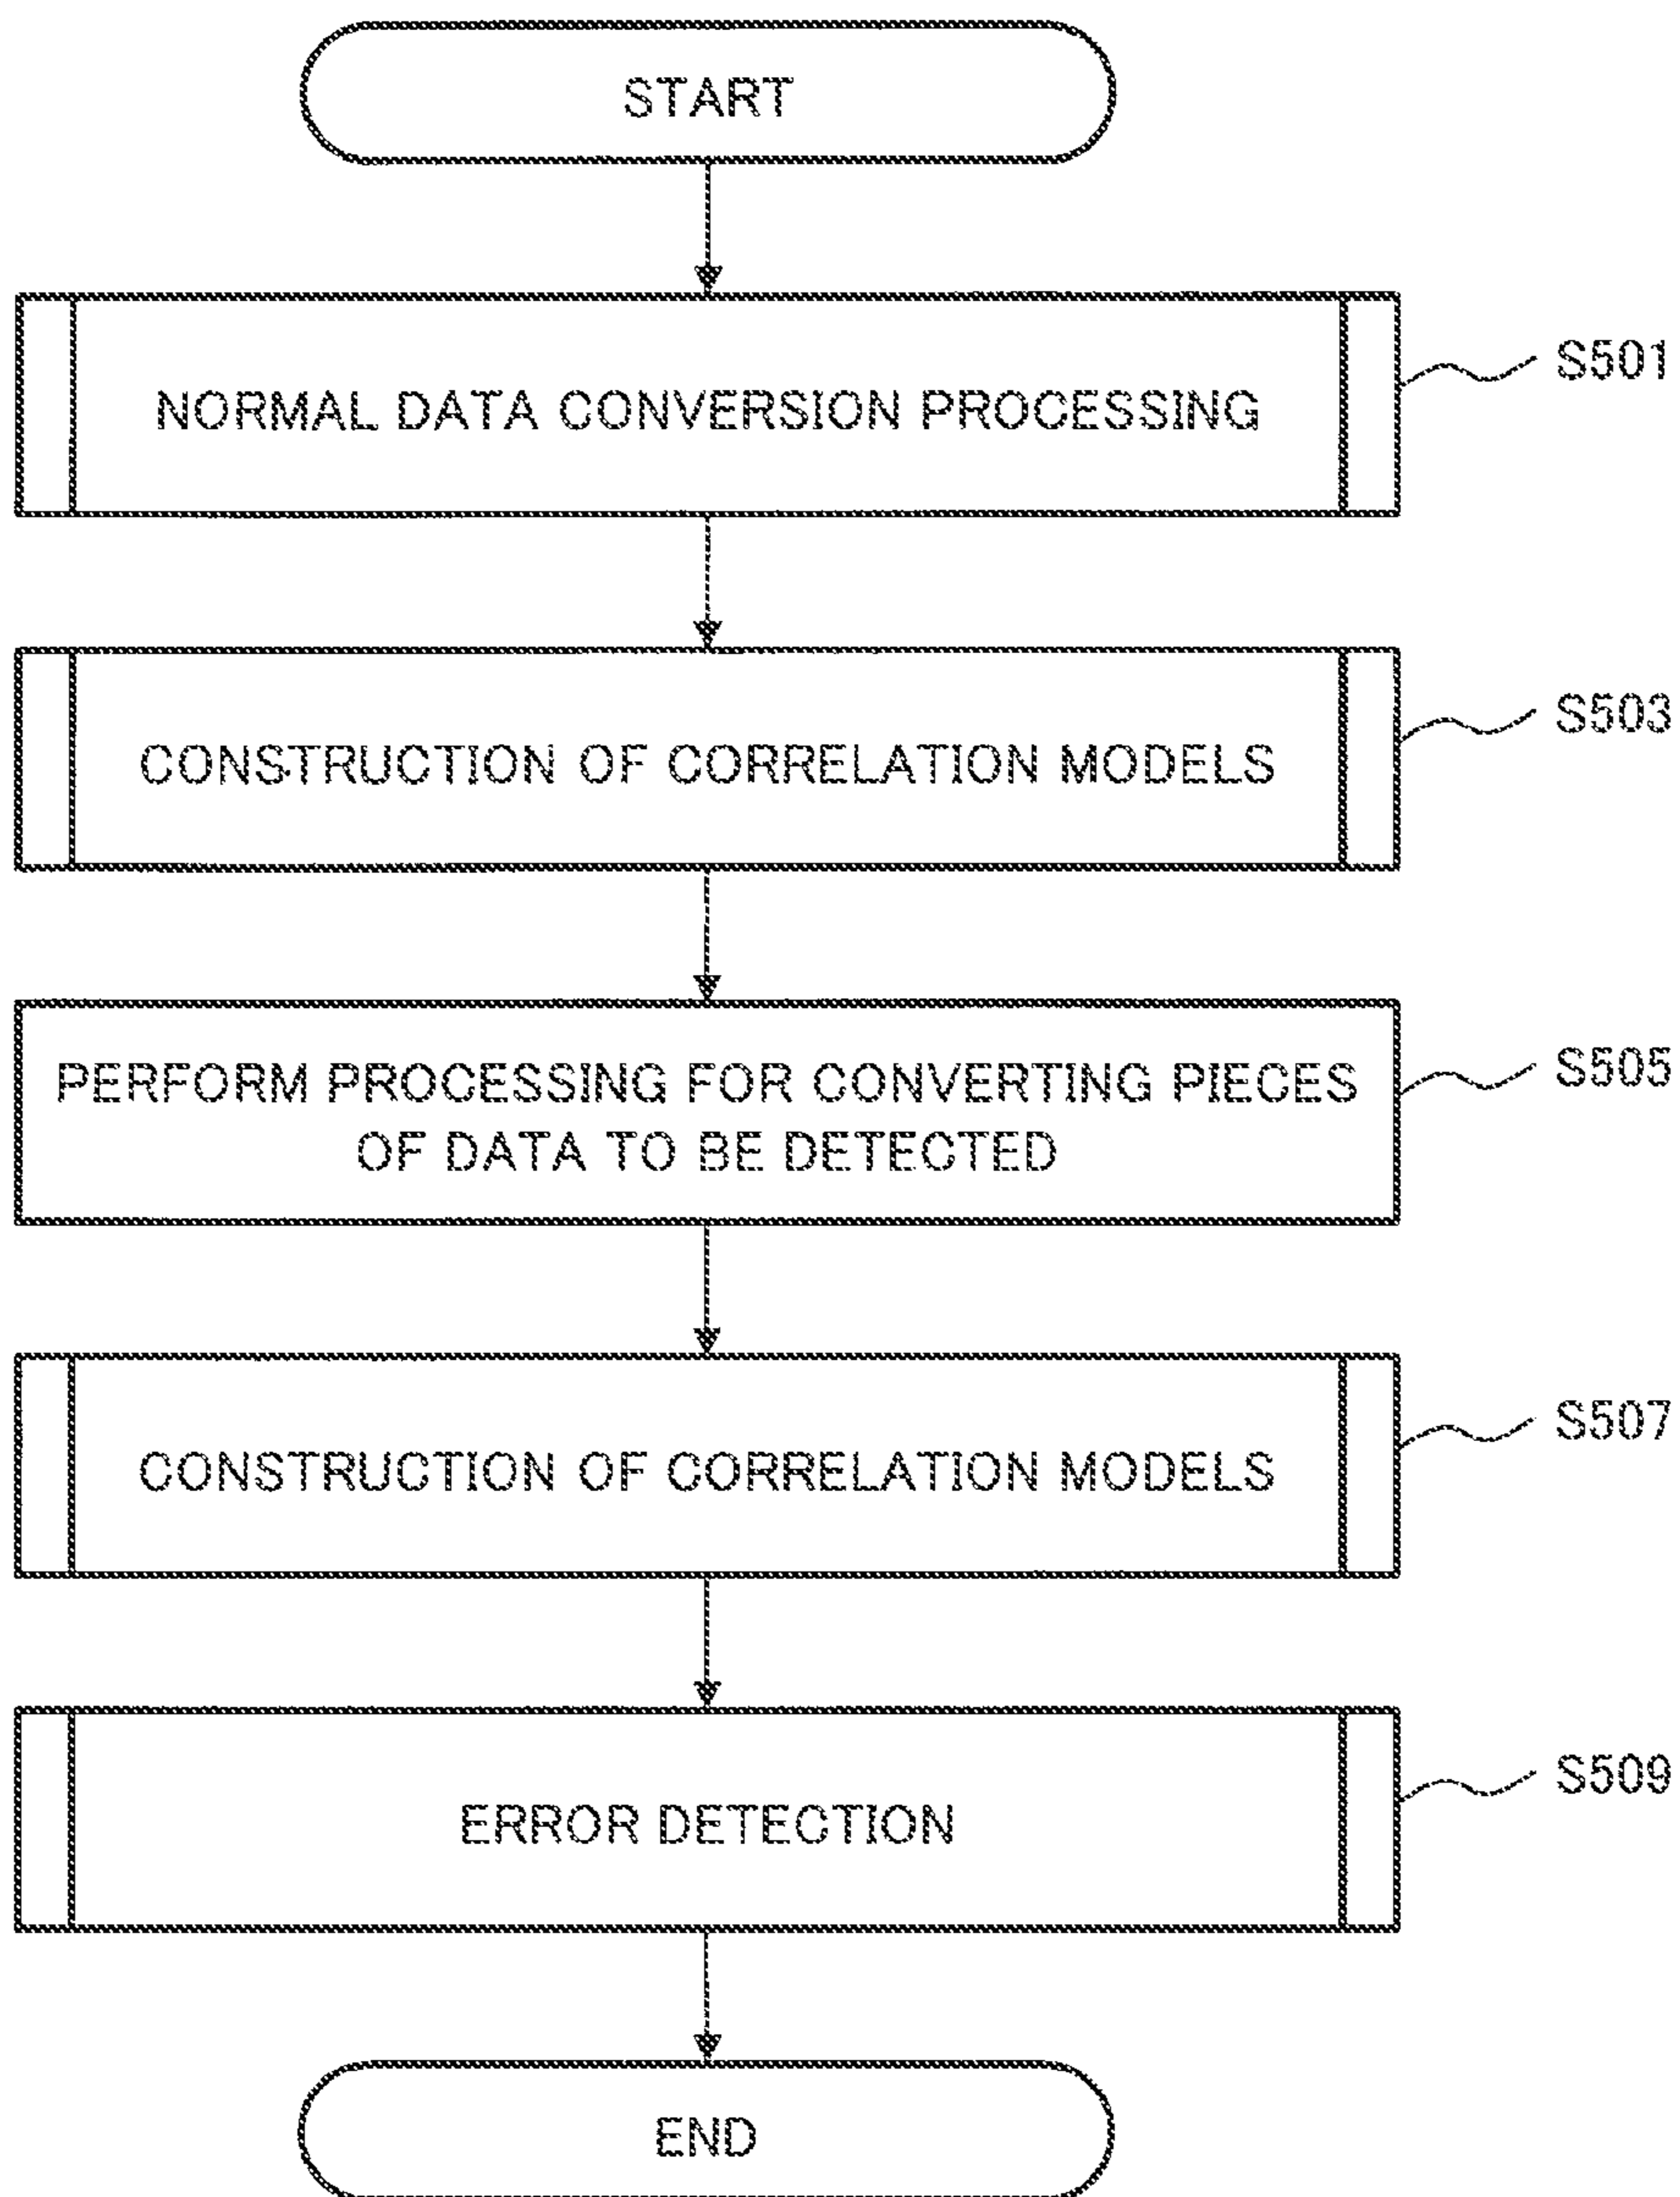 START
NORMAL DATA CONVERSION PROCESSING
S501
CONSTRUCTION OF CORRELATION MODELS
S503
PERFORM PROCESSING FOR CONVERTING PIECES
OF DATA TO BE DETECTED
S505
CONSTRUCTION OF CORRELATION MODELS
S507
ERROR DETECTION
S509
END